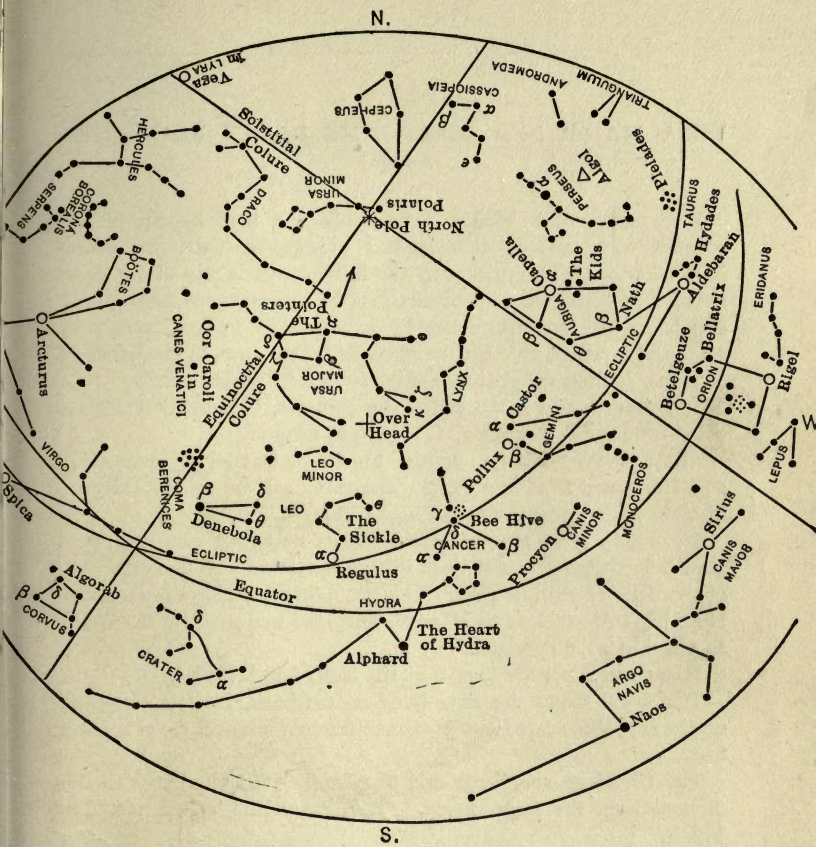 N.
Vega
in LYRA
Solstitial
Colure
CEPHEUS
CASSIOPEIA
β
α
e
ANDROMEDA
TRIANGULUM
HERCULES
SERPENS
CORONA
BOREALIS
DRACO
URSA
MINOR
Polaris
North Pole
PERSEUS
α
Algol
Pleiades
TAURUS
Hydades
Aldebaran
BOÖTES
Arcturus
Capella
α
The
Kids
AURIGA
β
θ
β
Nath
ECLIPTIC
ERIDANUS
Bellatrix
Betelgeuze
ORION
Rigel
LEPUS
W
The
Pointers
α
β
δ
γ
e
URSA
MAJOR
Equinoctial
Colure
Cor Caroli
in
CANES VENATICI
ζ
κ
LYNX
Over
Head
α Castor
Pollux
β
GEMINI
LEO
MINOR
COMA
BERENICES
VIRGO
Spica
β
δ
θ
Denebola
LEO
e
The
Sickle
α
Regulus
γ
δ
Bee Hive
CANCER
α
β
Procyon
CANIS
MINOR
MONOCEROS
Sirius
CANIS
MAJOR
ECLIPTIC
Equator
HYDRA
Algorab
β
δ
CORVUS
δ
CRATER
α
Alphard
The Heart
of Hydra
ARGO
NAVIS
Naos
S.